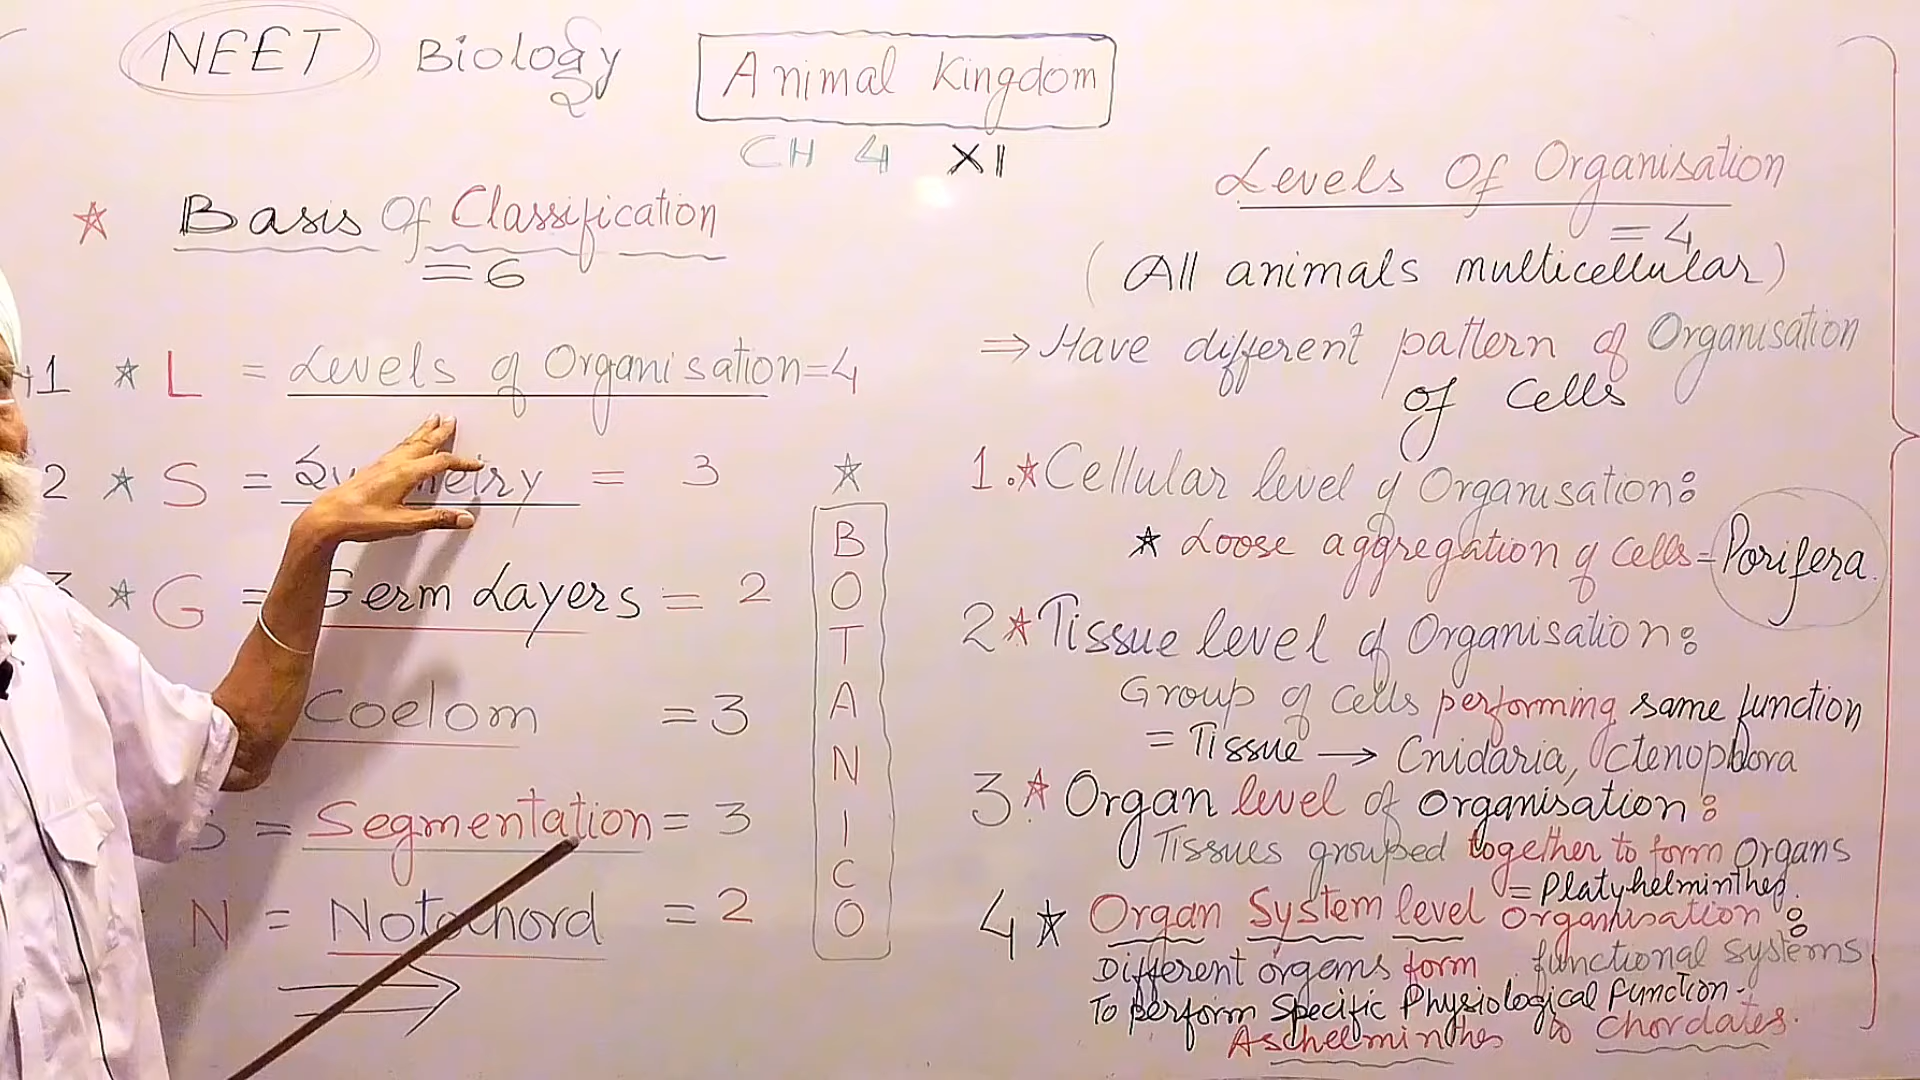 NEET Biology Animal Kingdom
CH 4 XI
Basis Of Classification
= 6
1 * L = Levels of Organisation = 4
2 * S = Symmetry = 3
3 * G = Germ Layers = 2
Coelom = 3
S = Segmentation = 3
N = Notochord = 2
BOTANICO
Levels Of Organisation
= 4
(All animals multicellular)
⇒ Have different pattern of Organisation
of Cells
1.* Cellular level of Organisation:
* Loose aggregation of cells = Porifera.
2* Tissue level of Organisation:
Group of Cells performing same function
= Tissue → Cnidaria, Ctenophora
3.* Organ level of organisation:
Tissues grouped together to form organs
= Platyhelminthes.
4* Organ System level organisation:
Different organs form functional systems
To perform Specific Physiological function.
Aschelminthes to Chordates.